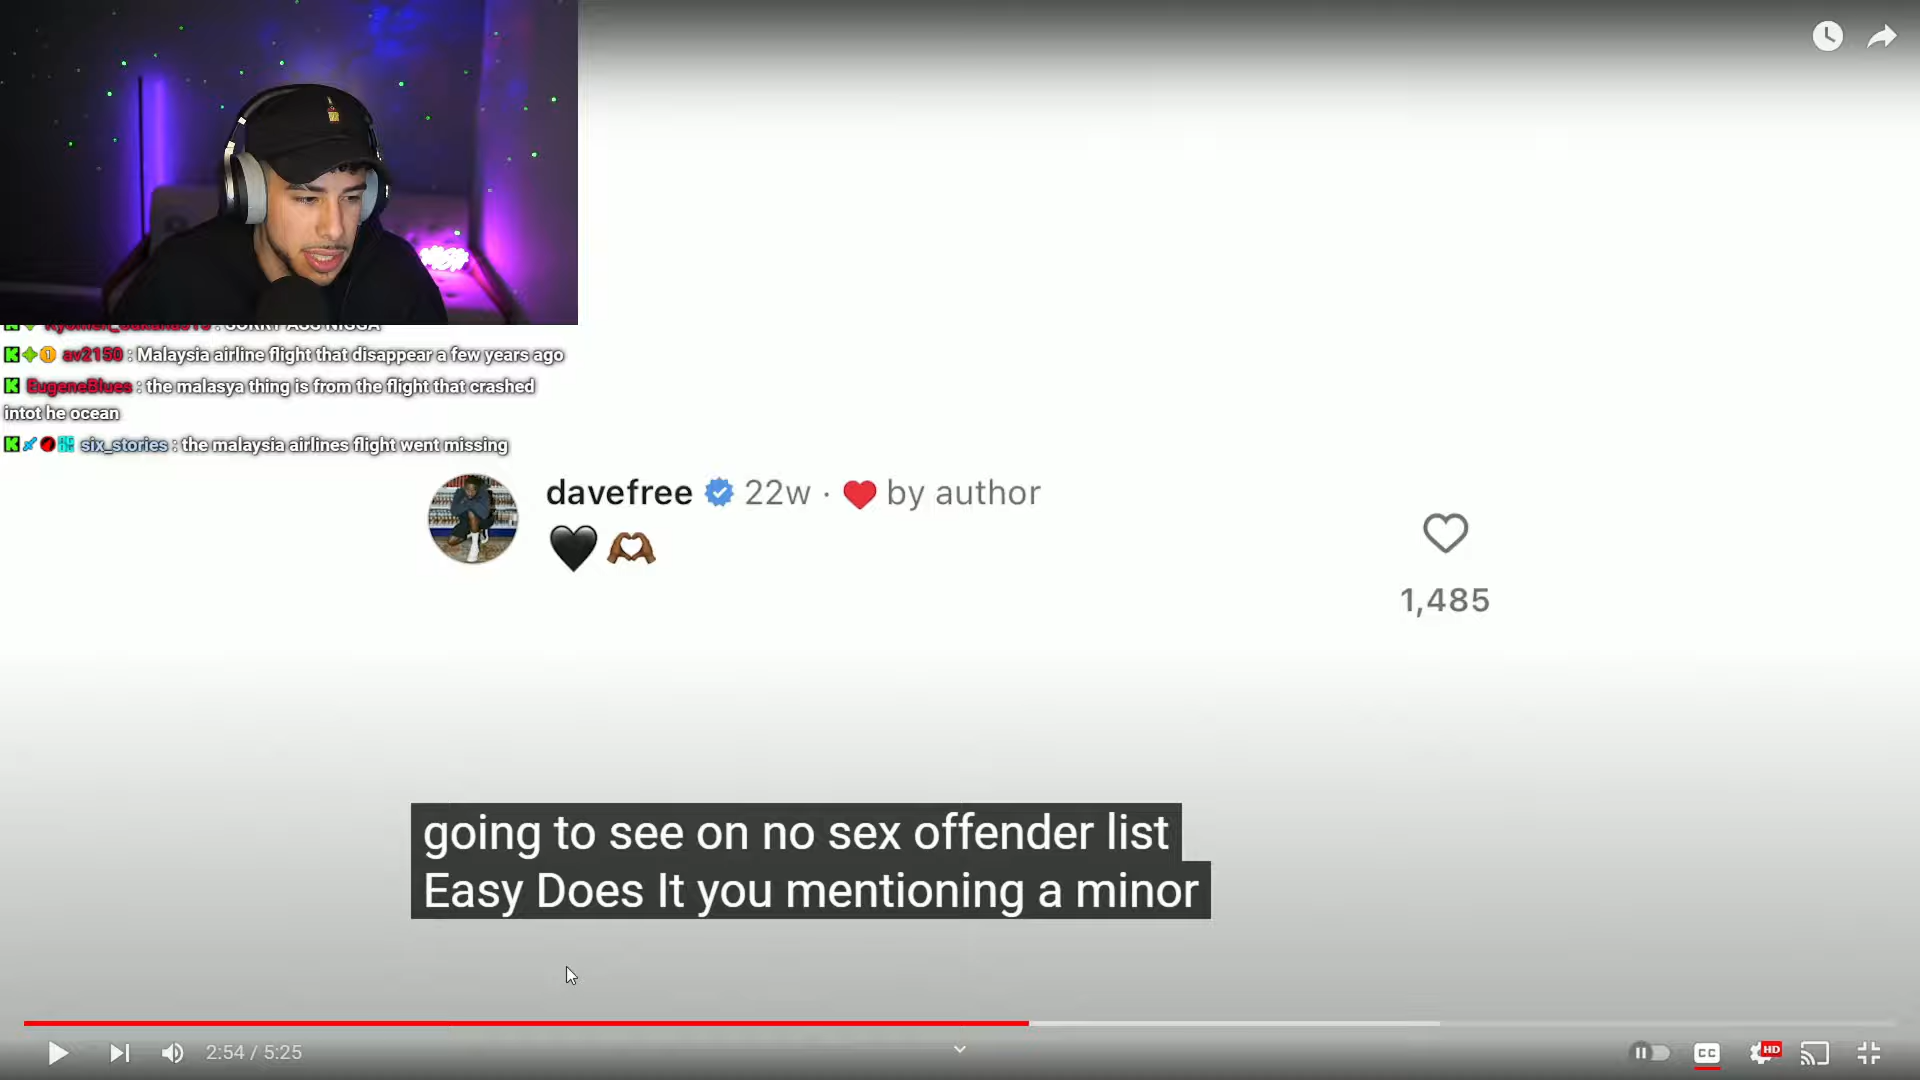 av2150 : Malaysia airline flight that disappear a few years ago
EugeneBlues : the malasya thing is from the flight that crashed
intot he ocean
six_stories : the malaysia airlines flight went missing
davefree 22w · by author
1,485
going to see on no sex offender list
Easy Does It you mentioning a minor
2:54 / 5:25
CC
HD